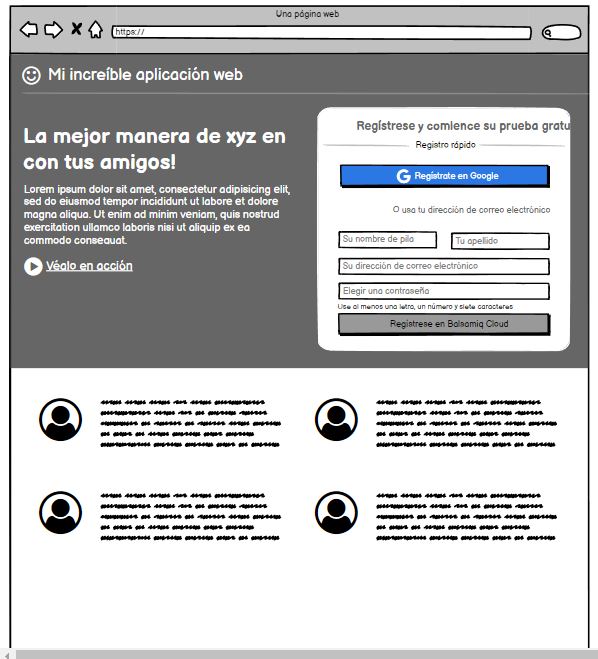 Una página web
https://
Mi increíble aplicación web
La mejor manera de xyz en
con tus amigos!
Lorem ipsum dolor sit amet, consectetur adipisicing elit,
sed do eiusmod tempor incididunt ut labore et dolore
magna aliqua. Ut enim ad minim veniam, quis nostrud
exercitation ullamco laboris nisi ut aliquip ex ea
commodo consequat.
Véalo en acción
Regístrese y comience su prueba gratu
Registro rápido
Regístrate en Google
O usa tu dirección de correo electrónico
Su nombre de pila
Tu apellido
Su dirección de correo electrónico
Elegir una contraseña
Use al menos una letra, un número y siete caracteres
Regístrese en Balsamiq Cloud